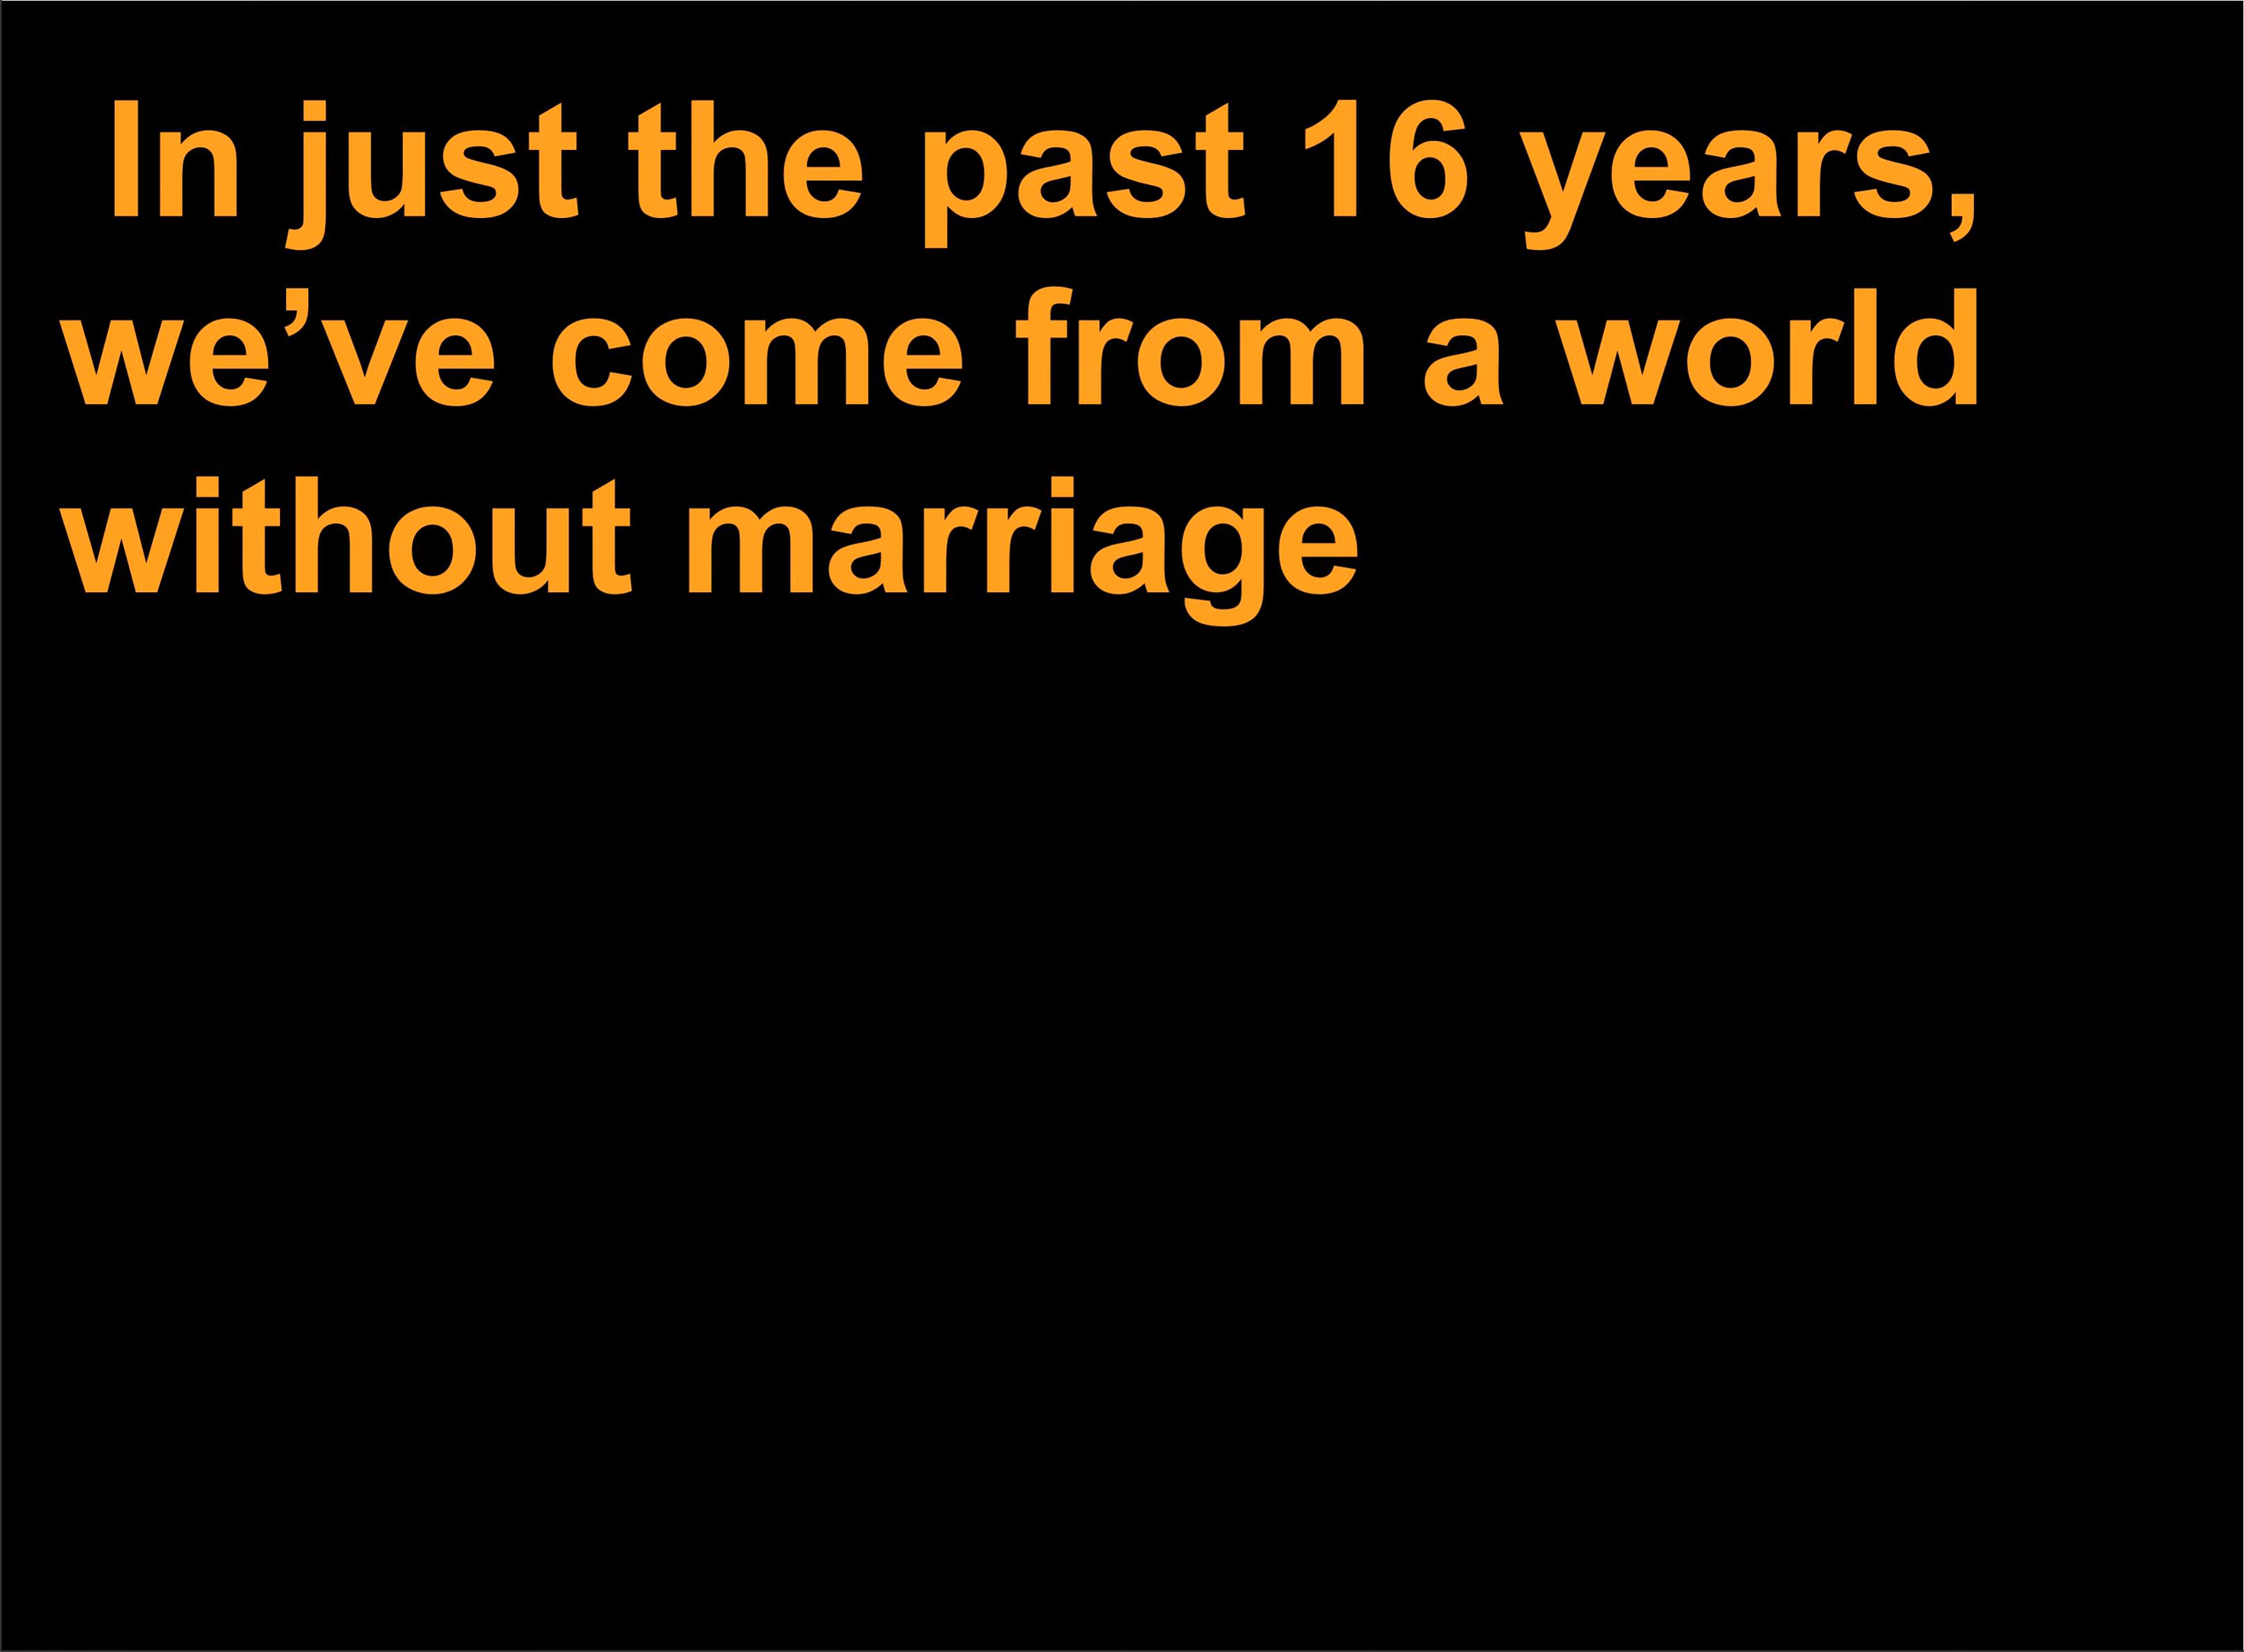 In just the past 16 years,
we’ve come from a world
without marriage